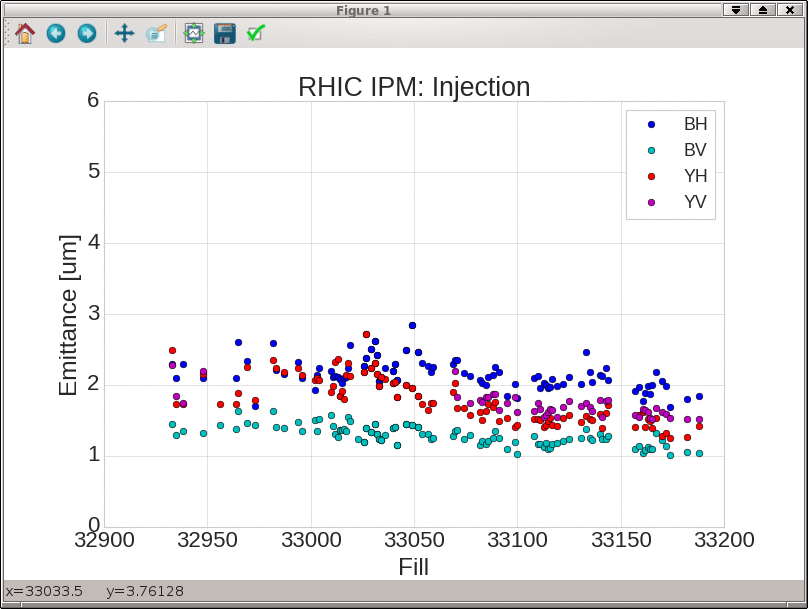 Figure 1
RHIC IPM: Injection
6
5
4
3
2
1
0
Emittance [um]
BH
BV
YH
YV
32900 32950 33000 33050 33100 33150 33200
Fill
x=33033.5 y=3.76128